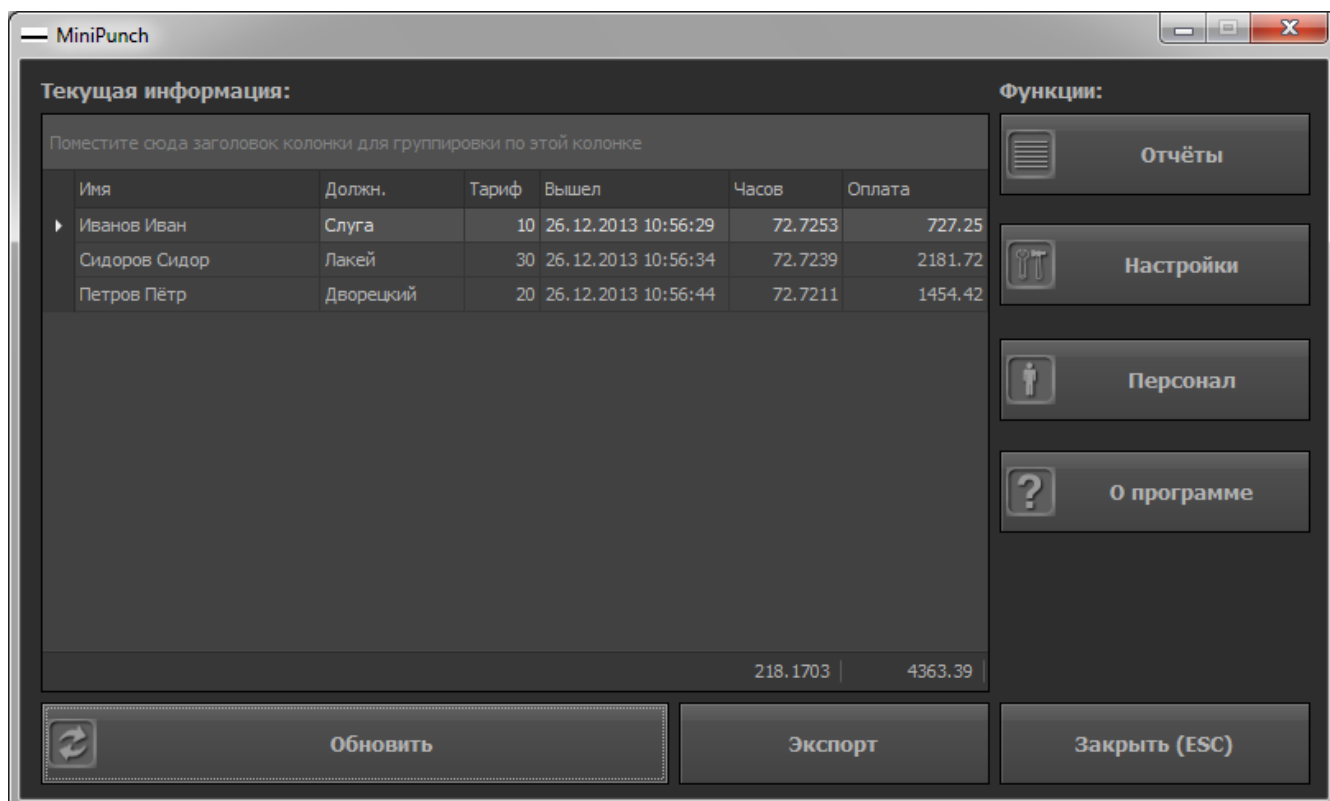 MiniPunch
Текущая информация:
Функции:
Поместите сюда заголовок колонки для группировки по этой колонке
Имя Должн. Тариф Вышел Часов Оплата
Иванов Иван Слуга 10 26.12.2013 10:56:29 72.7253 727.25
Сидоров Сидор Лакей 30 26.12.2013 10:56:34 72.7239 2181.72
Петров Пётр Дворецкий 20 26.12.2013 10:56:44 72.7211 1454.42
218.1703 4363.39
Отчёты
Настройки
Персонал
О программе
Обновить
Экспорт
Закрыть (ESC)